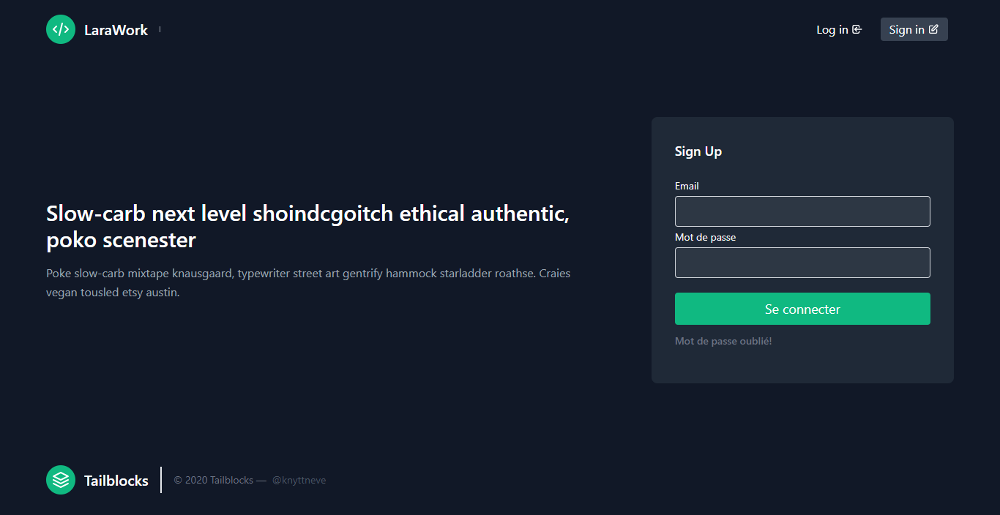 LaraWork
Log in
Sign in
Sign Up
Email
Mot de passe
Se connecter
Mot de passe oublié!
Slow-carb next level shoindcgoitch ethical authentic,
poko scenester
Poke slow-carb mixtape knausgaard, typewriter street art gentrify hammock starladder roathse. Craies
vegan tousled etsy austin.
Tailblocks
© 2020 Tailblocks — @knyttneve